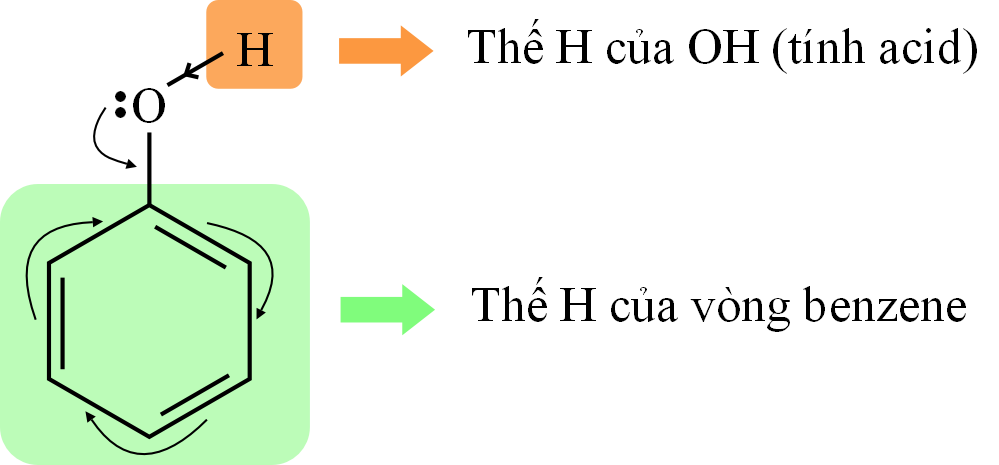 H
Thế H của OH (tính acid)
O
Thế H của vòng benzene